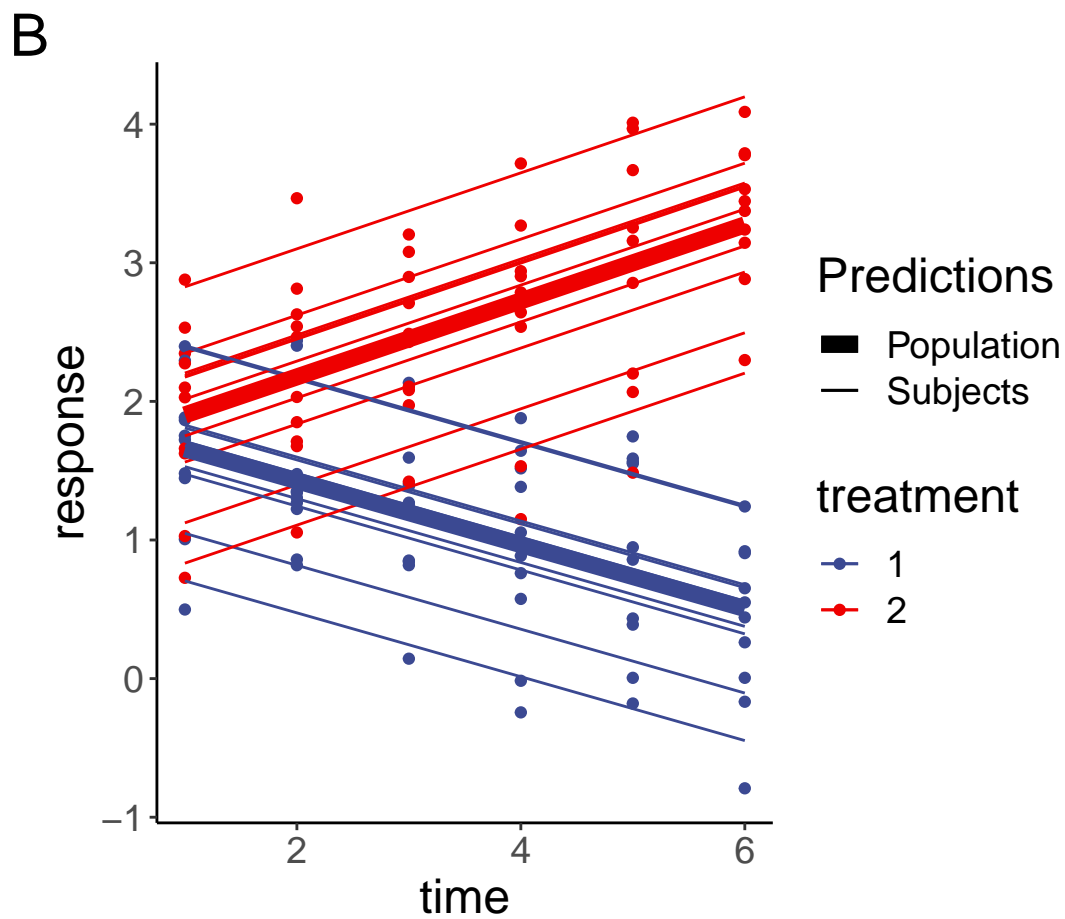 B
response
4
3
2
1
0
−1
2
4
6
time
Predictions
Population
Subjects
treatment
1
2